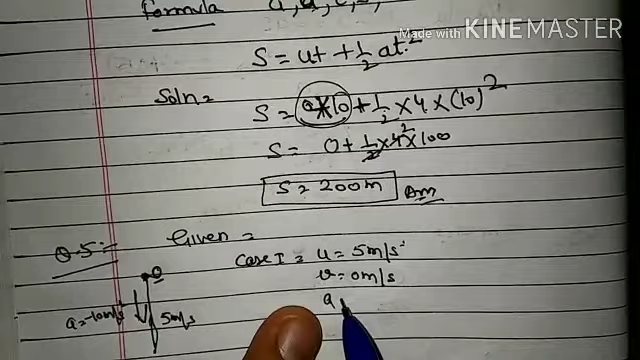 Made with KINEMASTER
Formula
S = ut + 1/2 at²
Soln =
S = 0×10 + 1/2 × 4 × (10)²
S = 0 + 1/2 × 4² × 100
S = 200m Ans
Q.5 = Given =
Case I = u = 5m/s
v = 0m/s
a
a = -10m/s
5m/s